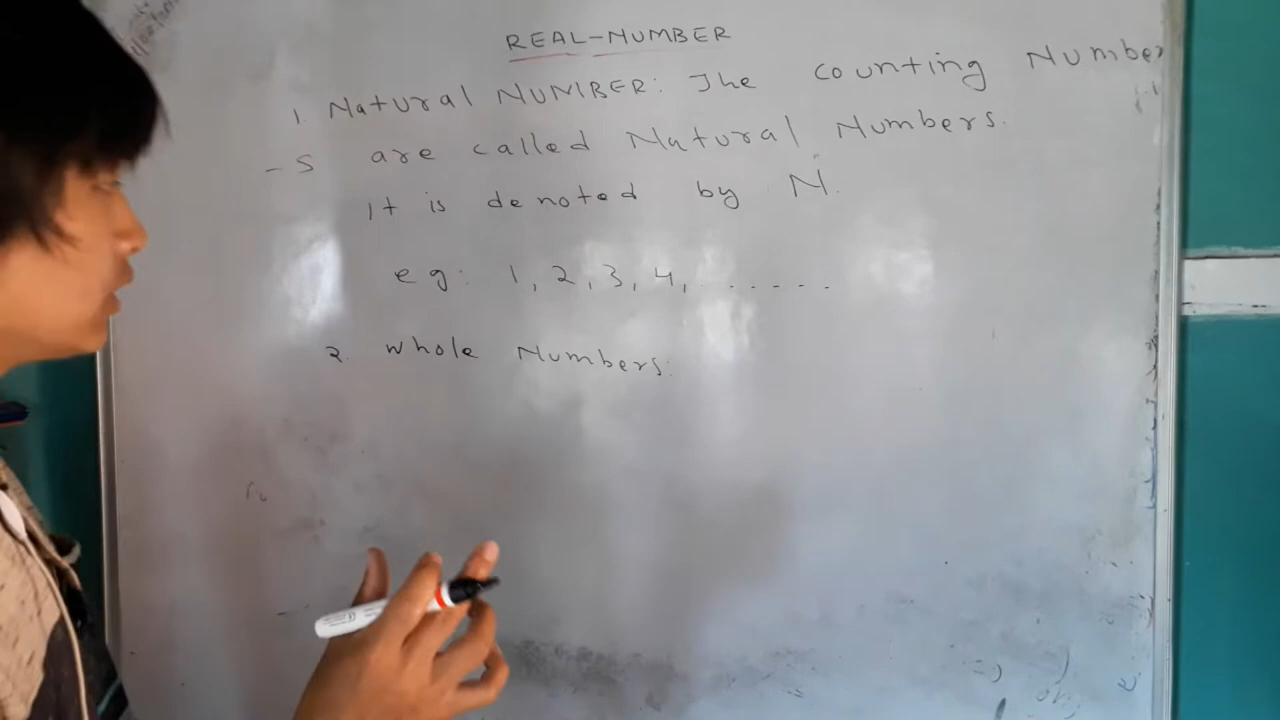 REAL-NUMBER
1. Natural NUMBER: The counting Number
-s are called Natural Numbers.
It is denoted by N.
eg: 1, 2, 3, 4, . . . . . .
2. Whole Numbers: